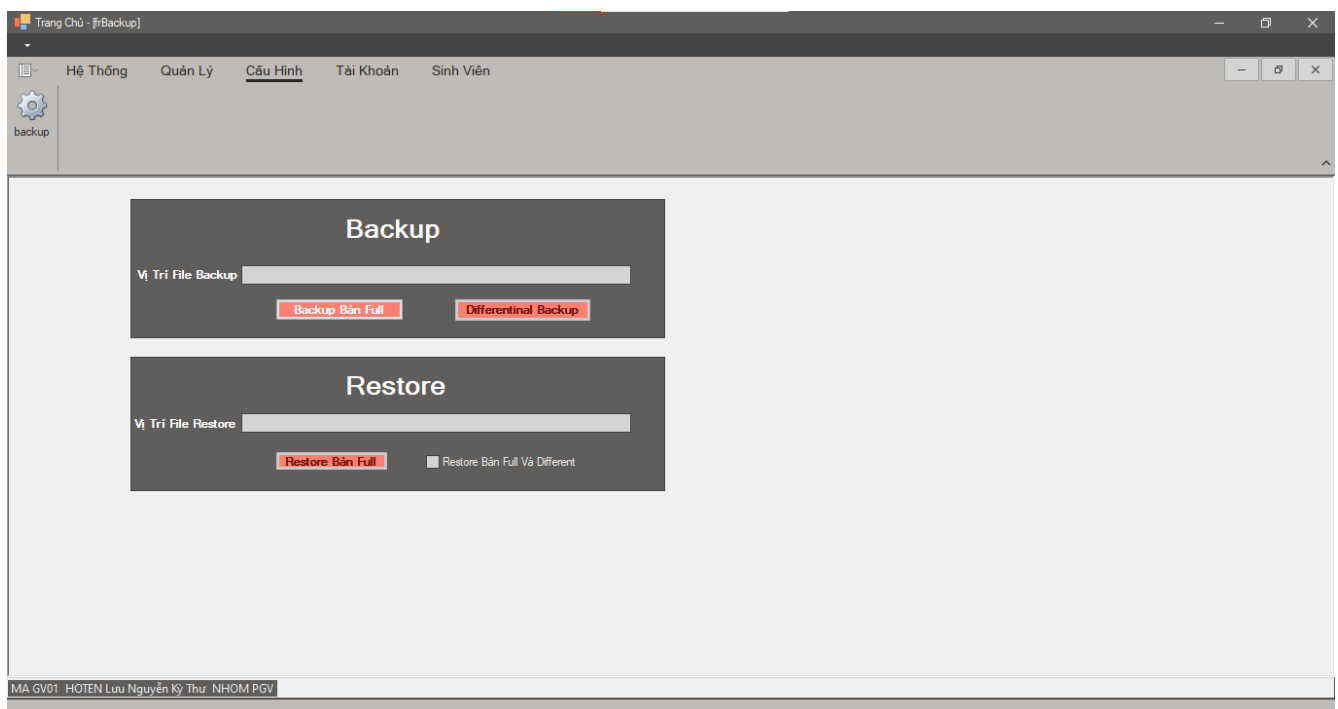 Trang Chủ - [frBackup]
Hệ Thống Quản Lý Cấu Hình Tài Khoản Sinh Viên
backup
Backup
Vị Trí File Backup
Backup Bản Full Differentinal Backup
Restore
Vị Trí File Restore
Restore Bản Full Restore Bản Full Và Different
MA GV01 HOTEN Lưu Nguyễn Kỳ Thư NHOM PGV